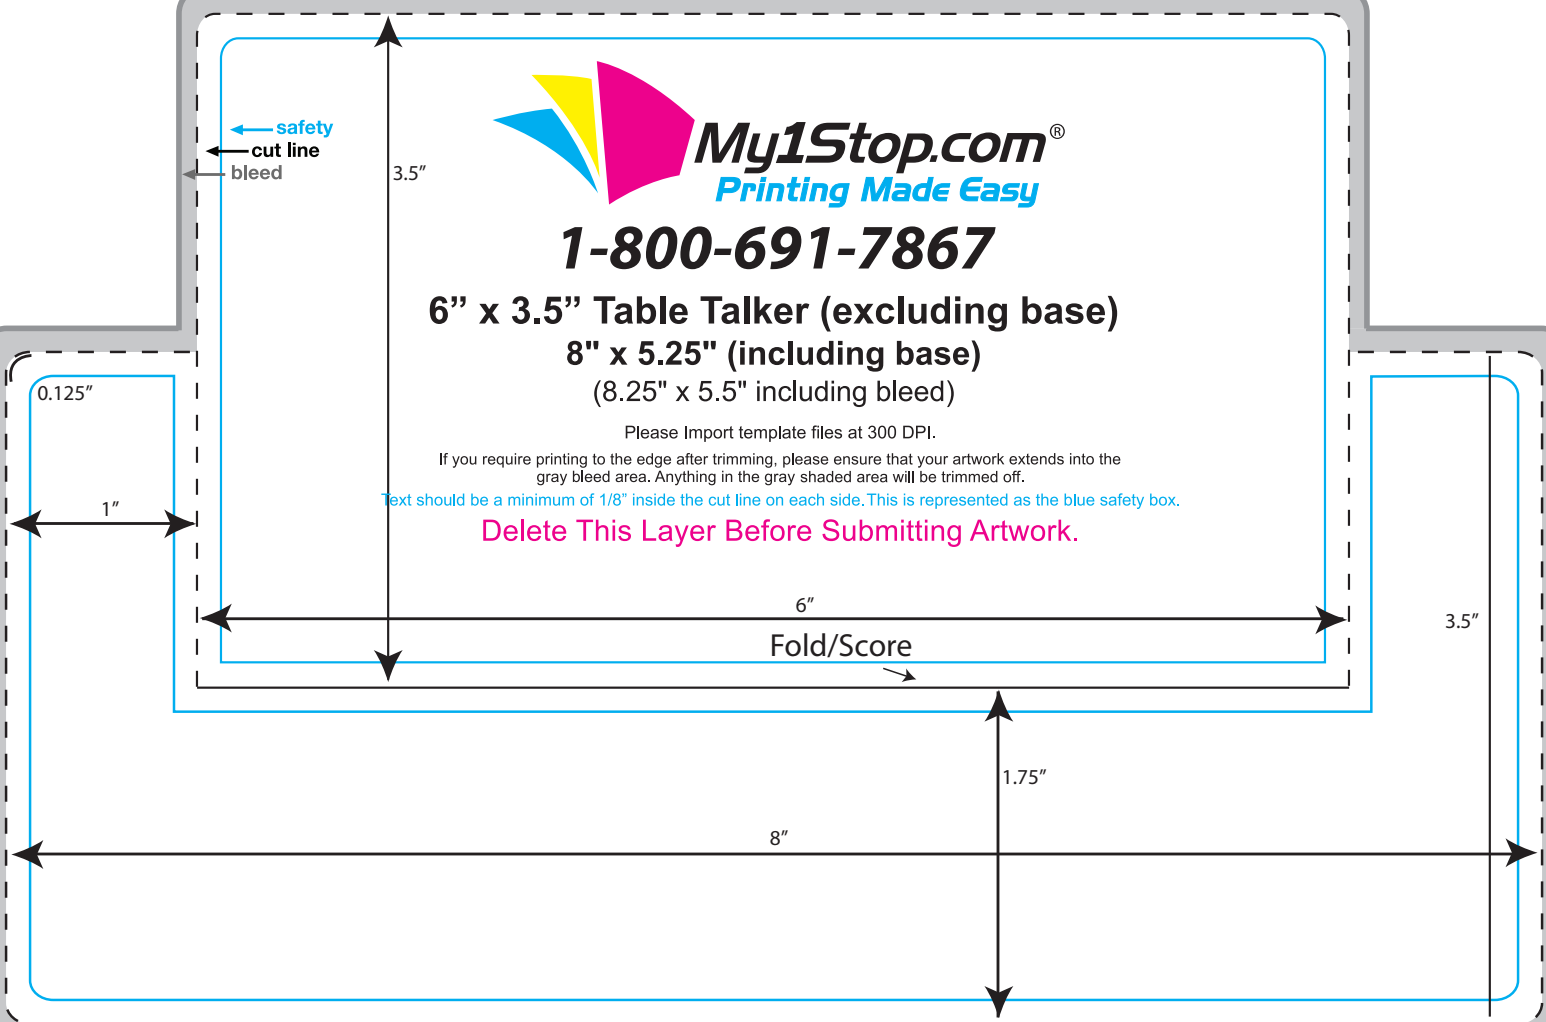 safety
cut line
bleed
3.5”
My1Stop.com®
Printing Made Easy
1-800-691-7867
6” x 3.5” Table Talker (excluding base)
8" x 5.25" (including base)
(8.25" x 5.5" including bleed)
0.125”
Please Import template files at 300 DPI.
If you require printing to the edge after trimming, please ensure that your artwork extends into the
gray bleed area. Anything in the gray shaded area will be trimmed off.
Text should be a minimum of 1/8” inside the cut line on each side. This is represented as the blue safety box.
1”
Delete This Layer Before Submitting Artwork.
6”
3.5”
Fold/Score
1.75”
8”